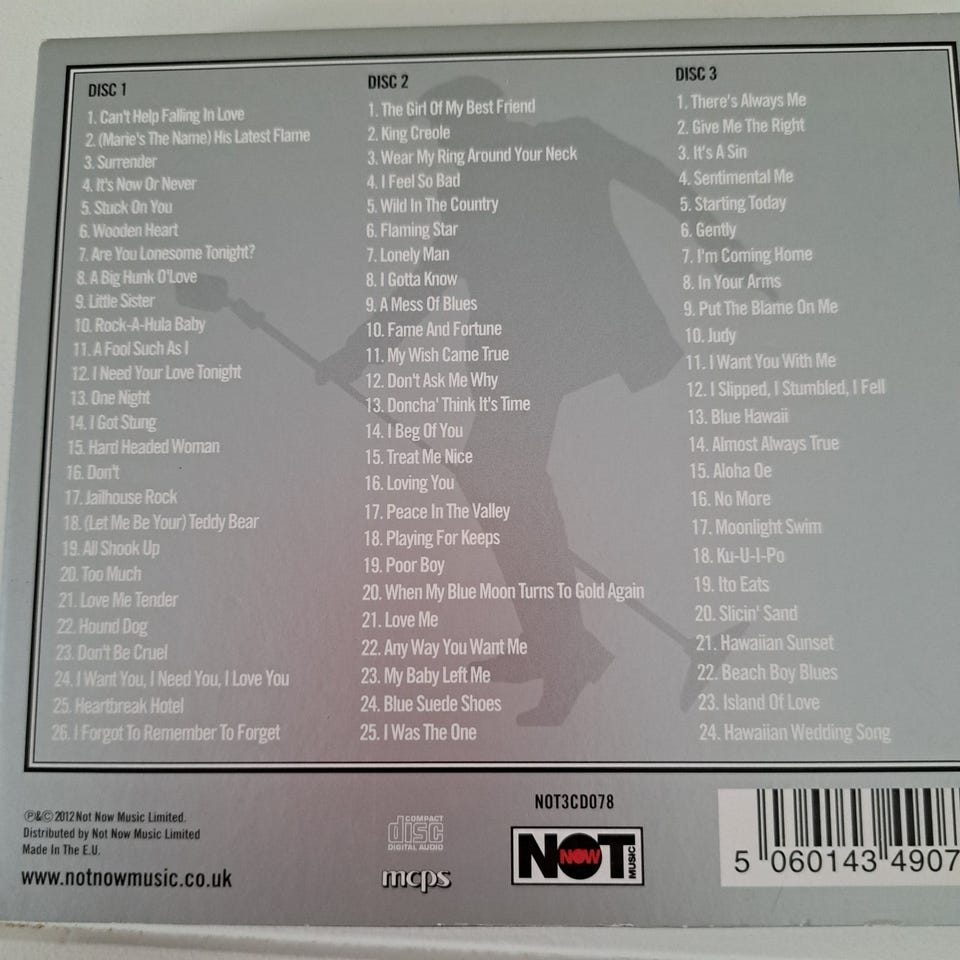 DISC 1
1. Can't Help Falling In Love
2. (Marie's The Name) His Latest Flame
3. Surrender
4. It's Now Or Never
5. Stuck On You
6. Wooden Heart
7. Are You Lonesome Tonight?
8. A Big Hunk O'Love
9. Little Sister
10. Rock-A-Hula Baby
11. A Fool Such As I
12. I Need Your Love Tonight
13. One Night
14. I Got Stung
15. Hard Headed Woman
16. Don't
17. Jailhouse Rock
18. (Let Me Be Your) Teddy Bear
19. All Shook Up
20. Too Much
21. Love Me Tender
22. Hound Dog
23. Don't Be Cruel
24. I Want You, I Need You, I Love You
25. Heartbreak Hotel
26. I Forgot To Remember To Forget
DISC 2
1. The Girl Of My Best Friend
2. King Creole
3. Wear My Ring Around Your Neck
4. I Feel So Bad
5. Wild In The Country
6. Flaming Star
7. Lonely Man
8. I Gotta Know
9. A Mess Of Blues
10. Fame And Fortune
11. My Wish Came True
12. Don't Ask Me Why
13. Doncha' Think It's Time
14. I Beg Of You
15. Treat Me Nice
16. Loving You
17. Peace In The Valley
18. Playing For Keeps
19. Poor Boy
20. When My Blue Moon Turns To Gold Again
21. Love Me
22. Any Way You Want Me
23. My Baby Left Me
24. Blue Suede Shoes
25. I Was The One
DISC 3
1. There's Always Me
2. Give Me The Right
3. It's A Sin
4. Sentimental Me
5. Starting Today
6. Gently
7. I'm Coming Home
8. In Your Arms
9. Put The Blame On Me
10. Judy
11. I Want You With Me
12. I Slipped, I Stumbled, I Fell
13. Blue Hawaii
14. Almost Always True
15. Aloha Oe
16. No More
17. Moonlight Swim
18. Ku-U-I-Po
19. Ito Eats
20. Slicin' Sand
21. Hawaiian Sunset
22. Beach Boy Blues
23. Island Of Love
24. Hawaiian Wedding Song
℗&© 2012 Not Now Music Limited.
Distributed by Not Now Music Limited
Made In The E.U.
www.notnowmusic.co.uk
COMPACT
disc
DIGITAL AUDIO
mcps
NOT3CD078
NOT NOW MUSIC
5 060143 4907